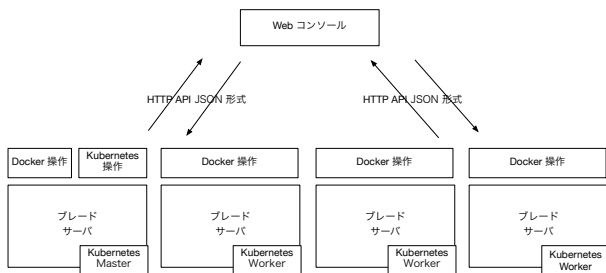 Web コンソール
HTTP API JSON 形式
HTTP API JSON 形式
Docker 操作
Kubernetes
操作
Docker 操作
Docker 操作
Docker 操作
ブレード
サーバ
Kubernetes
Master
ブレード
サーバ
Kubernetes
Worker
ブレード
サーバ
Kubernetes
Worker
ブレード
サーバ
Kubernetes
Worker